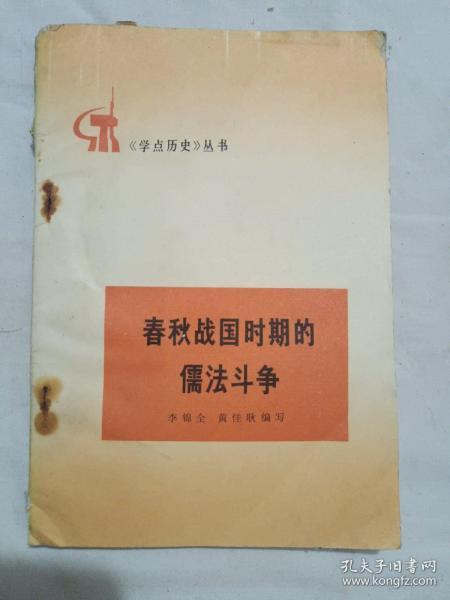 《学点历史》丛书
春秋战国时期的
儒法斗争
李锦全 黄佳耿编写
孔夫子旧书网
www.kongfz.com